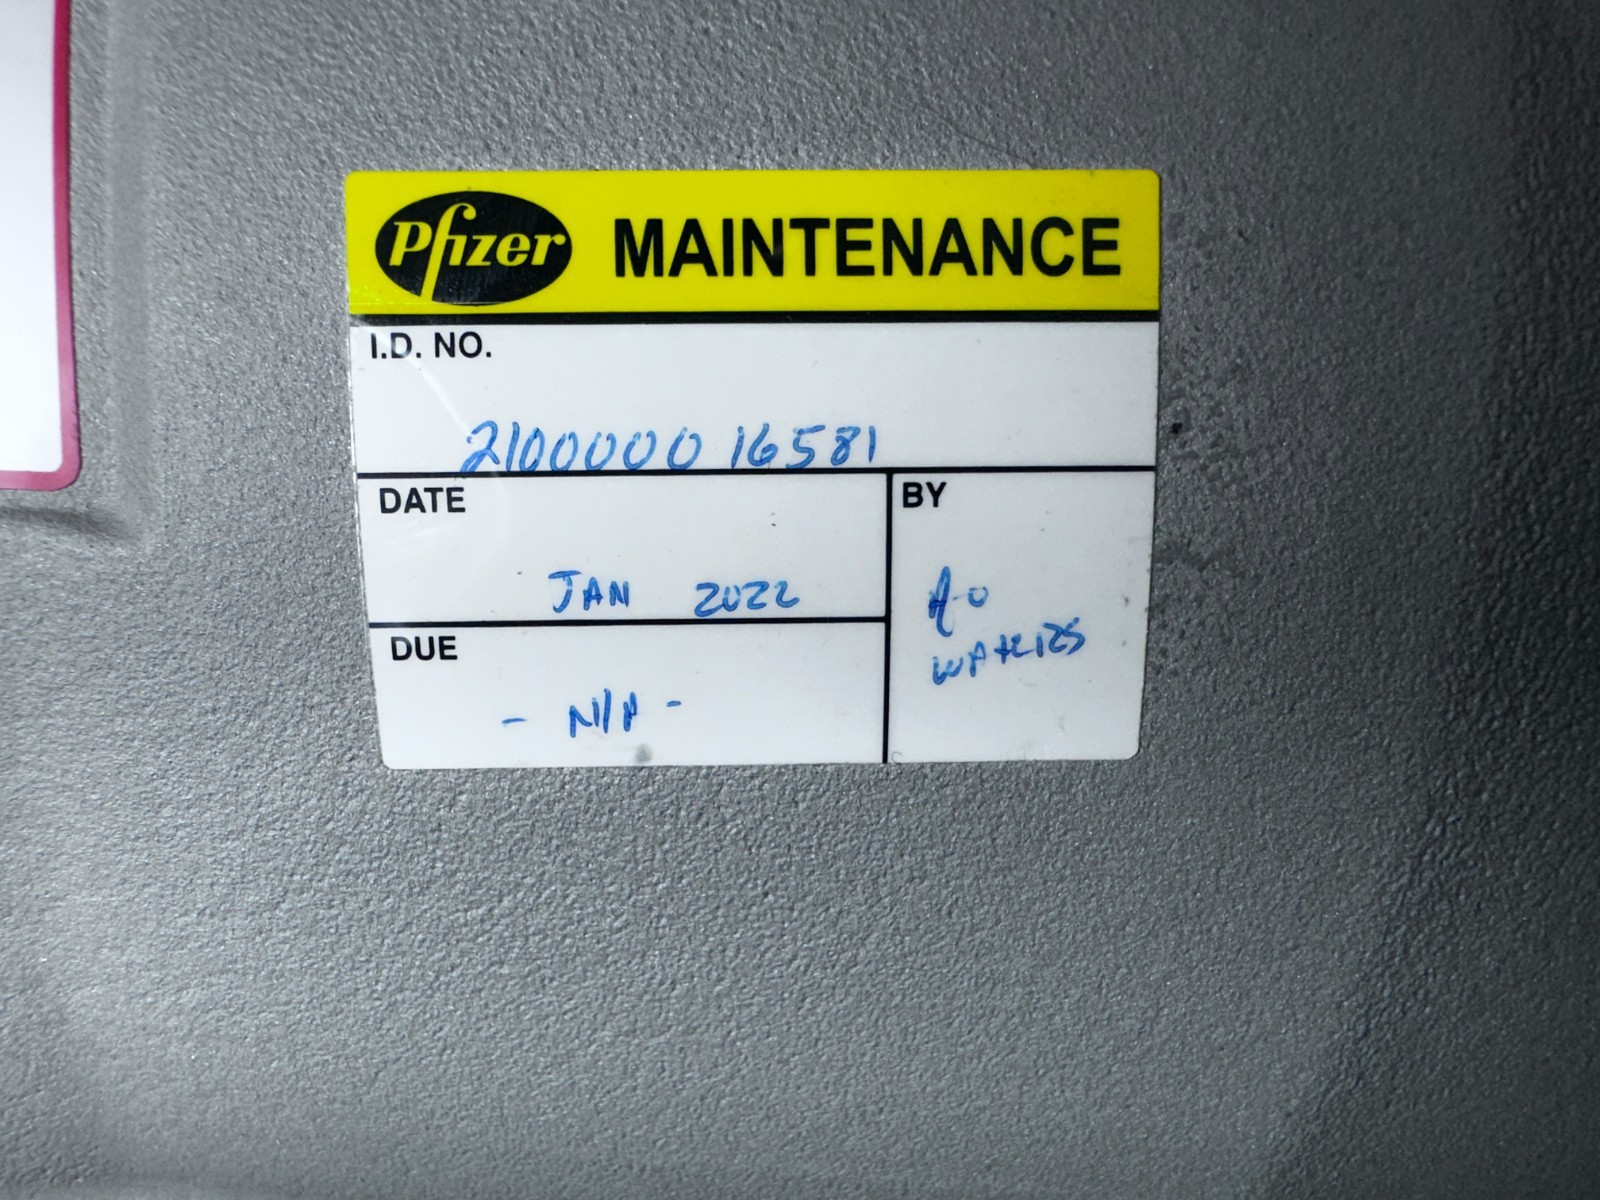 Pfizer MAINTENANCE
I.D. NO.
210000016581
DATE
JAN 2022
BY
DUE
- N/A -